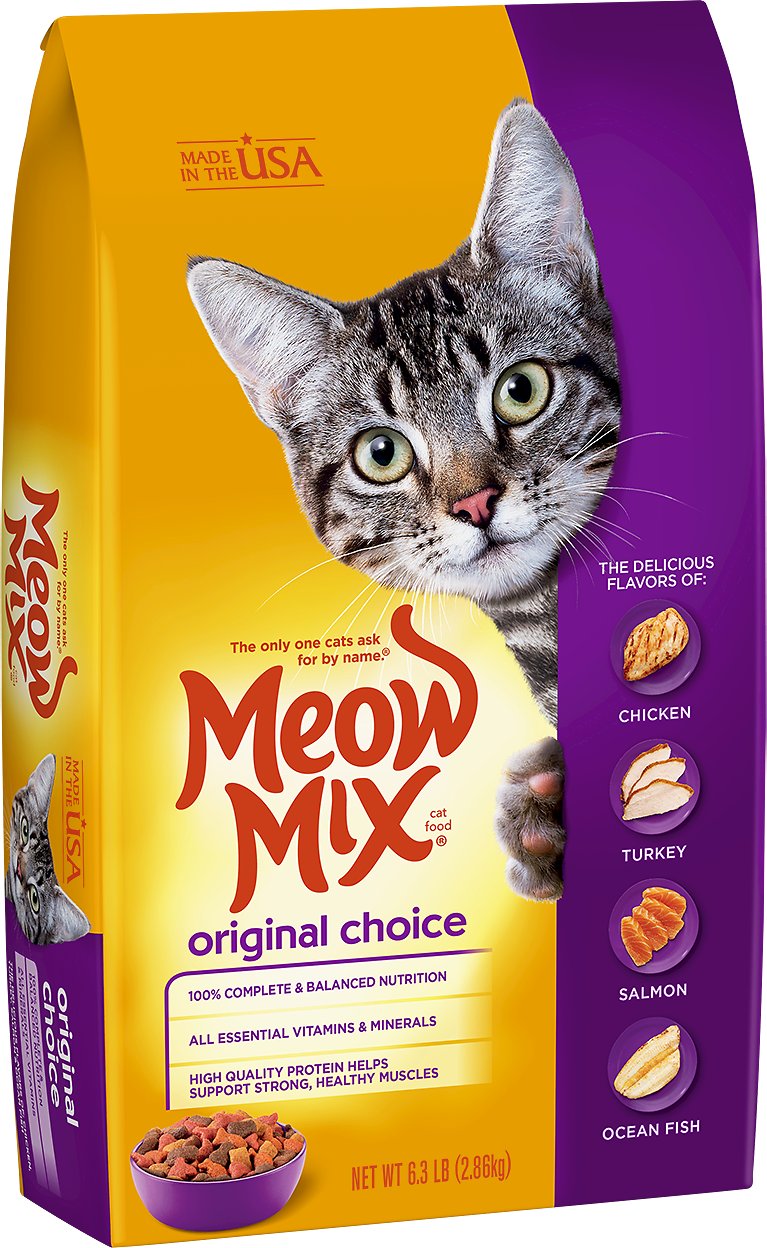 MADE
IN THE USA
THE DELICIOUS
FLAVORS OF:
CHICKEN
TURKEY
SALMON
OCEAN FISH
The only one cats ask
for by name.®
MEOW
MIX
cat
food
®
original choice
100% COMPLETE & BALANCED NUTRITION
ALL ESSENTIAL VITAMINS & MINERALS
HIGH QUALITY PROTEIN HELPS
SUPPORT STRONG, HEALTHY MUSCLES
NET WT 6.3 LB (2.86kg)
The only one cats ask
for by name.®
MEOW
MIX
MADE
IN THE USA
original
choice